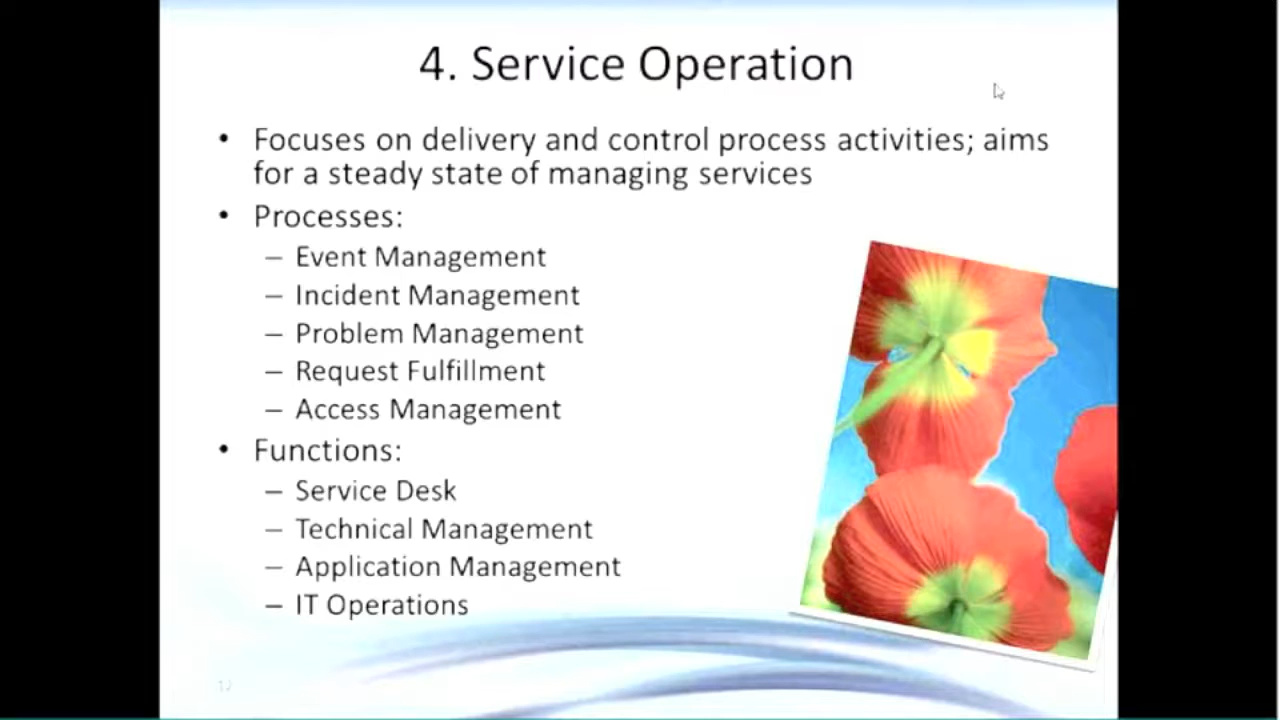 4. Service Operation
• Focuses on delivery and control process activities; aims
for a steady state of managing services
• Processes:
– Event Management
– Incident Management
– Problem Management
– Request Fulfillment
– Access Management
• Functions:
– Service Desk
– Technical Management
– Application Management
– IT Operations